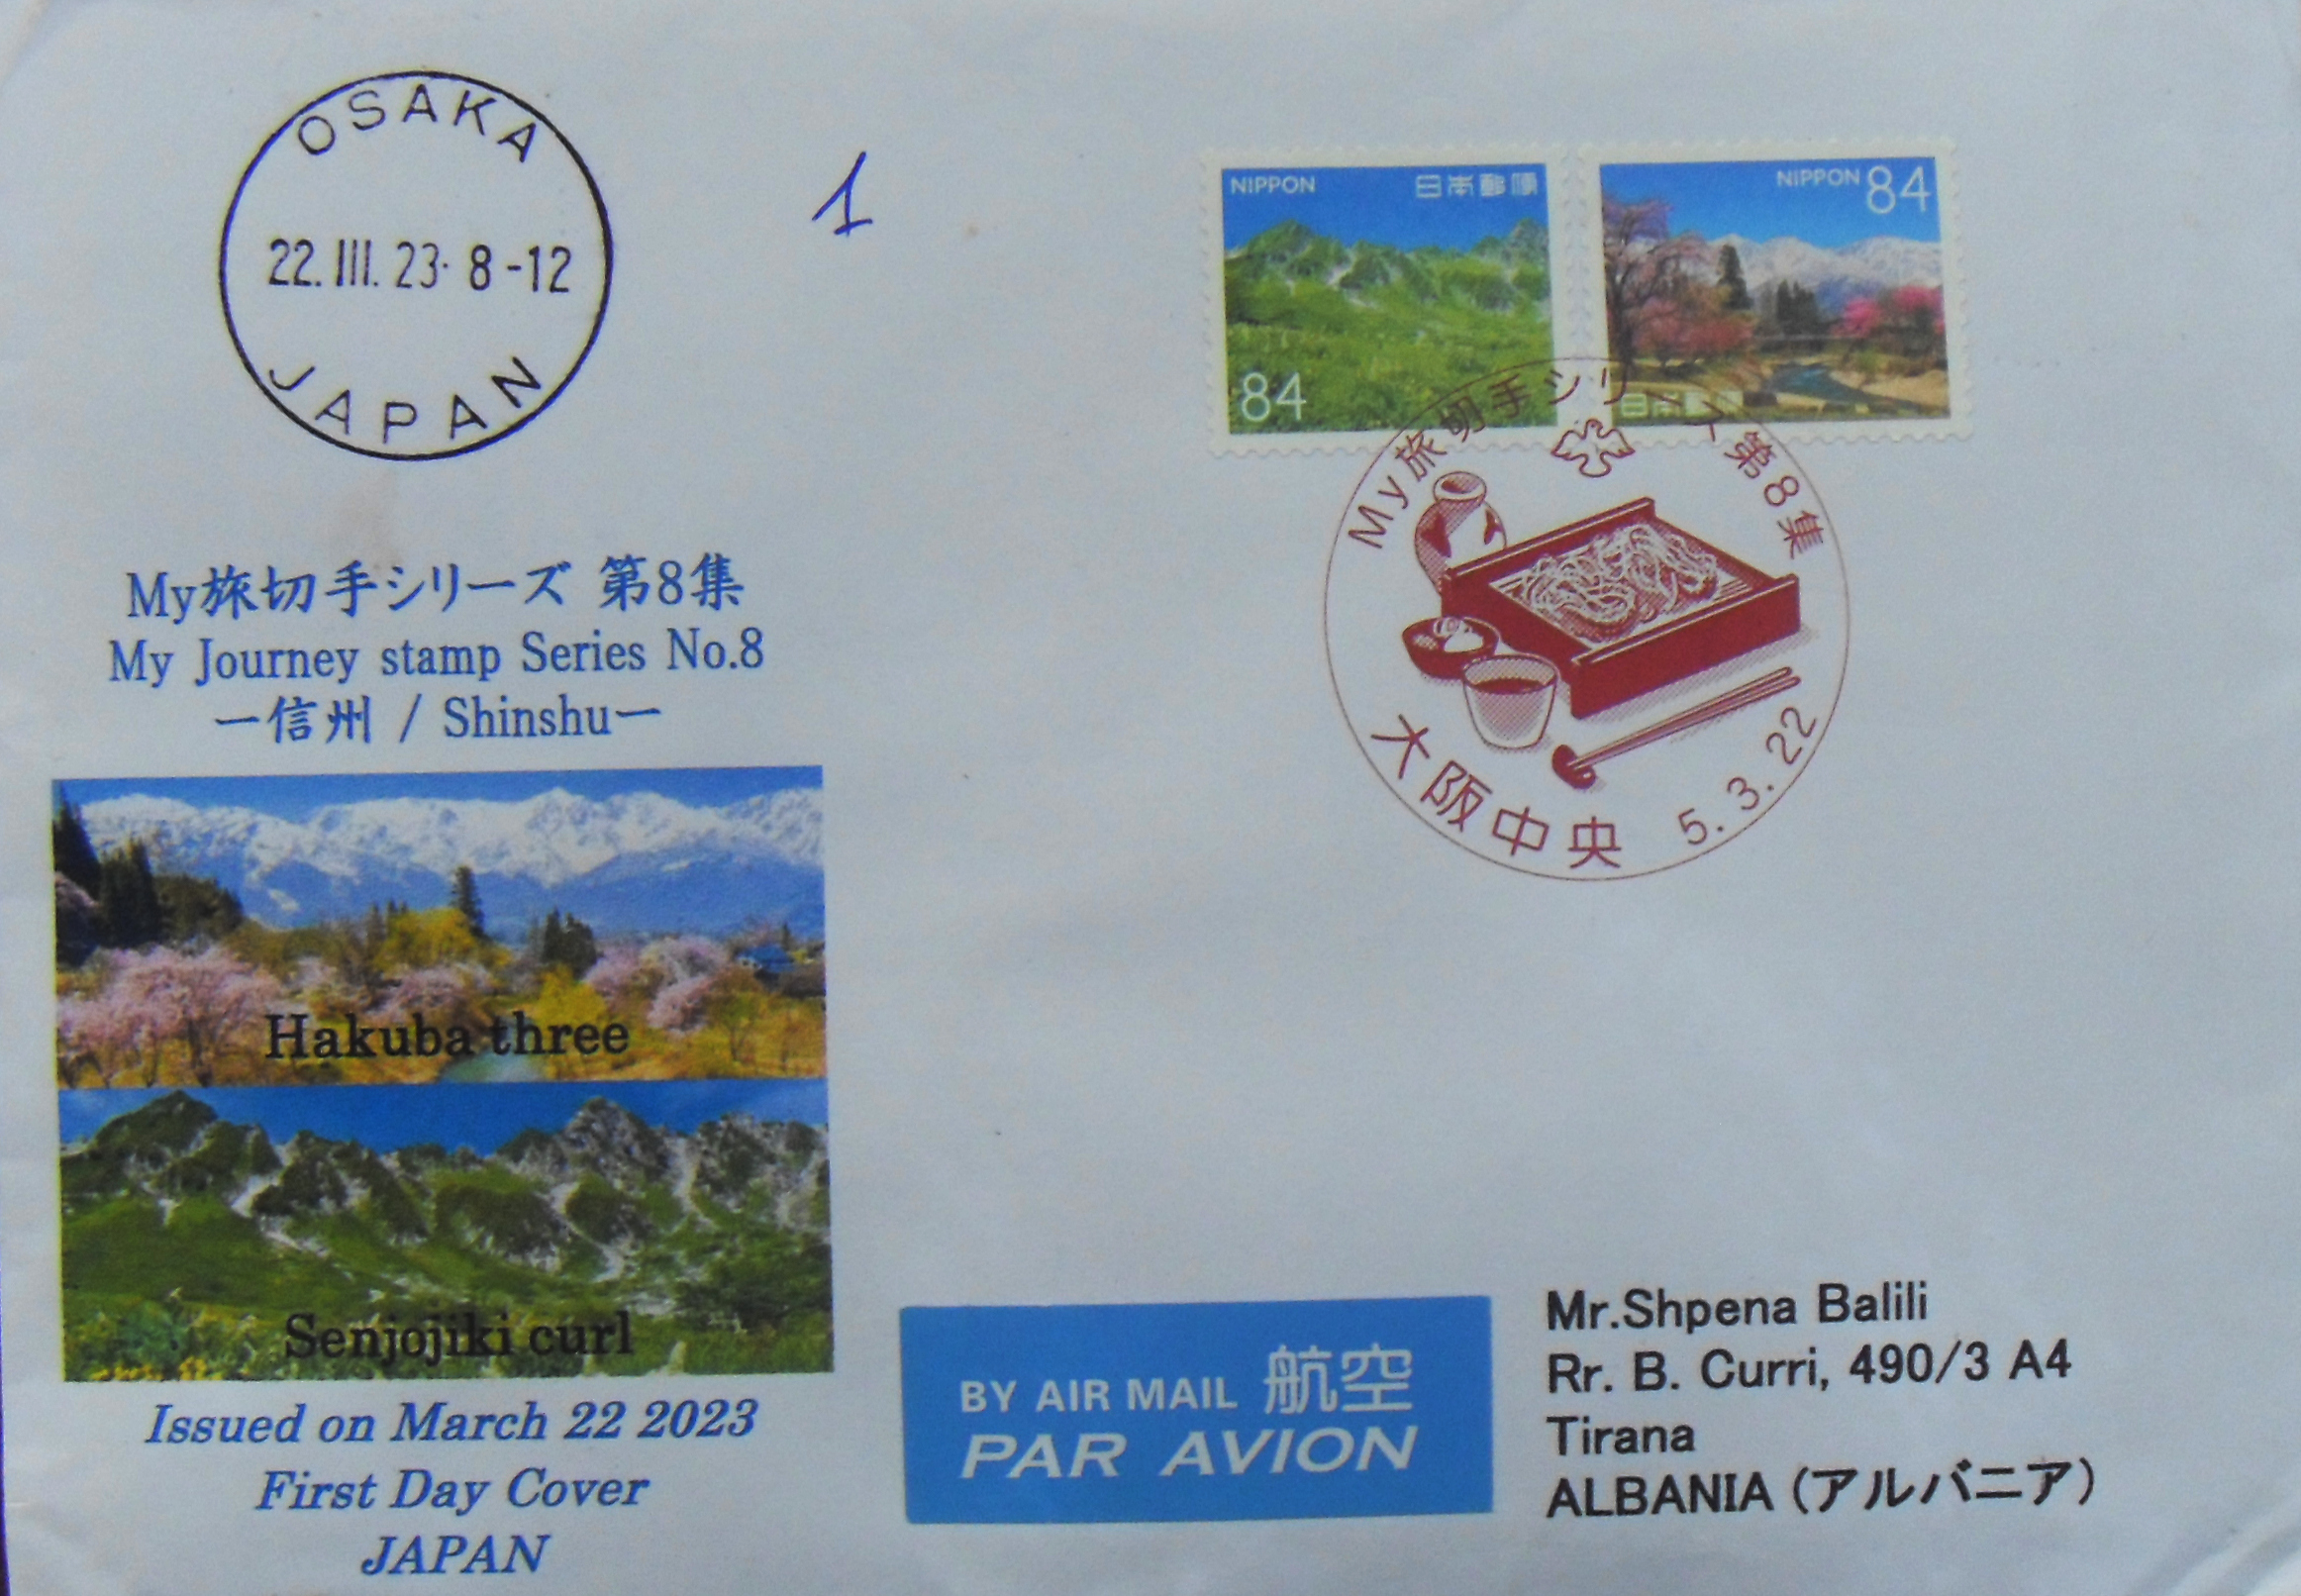 OSAKA
22.III.23. 8-12
JAPAN
1
NIPPON 日本郵便
84
NIPPON 84
日本郵便
My旅切手シリーズ第8集
大阪中央 5.3.22
My旅切手シリーズ 第8集
My Journey stamp Series No.8
ー信州 / Shinshuー
Hakuba three
Senjojiki curl
Issued on March 22 2023
First Day Cover
JAPAN
BY AIR MAIL 航空
PAR AVION
Mr.Shpena Balili
Rr. B. Curri, 490/3 A4
Tirana
ALBANIA (アルバニア)